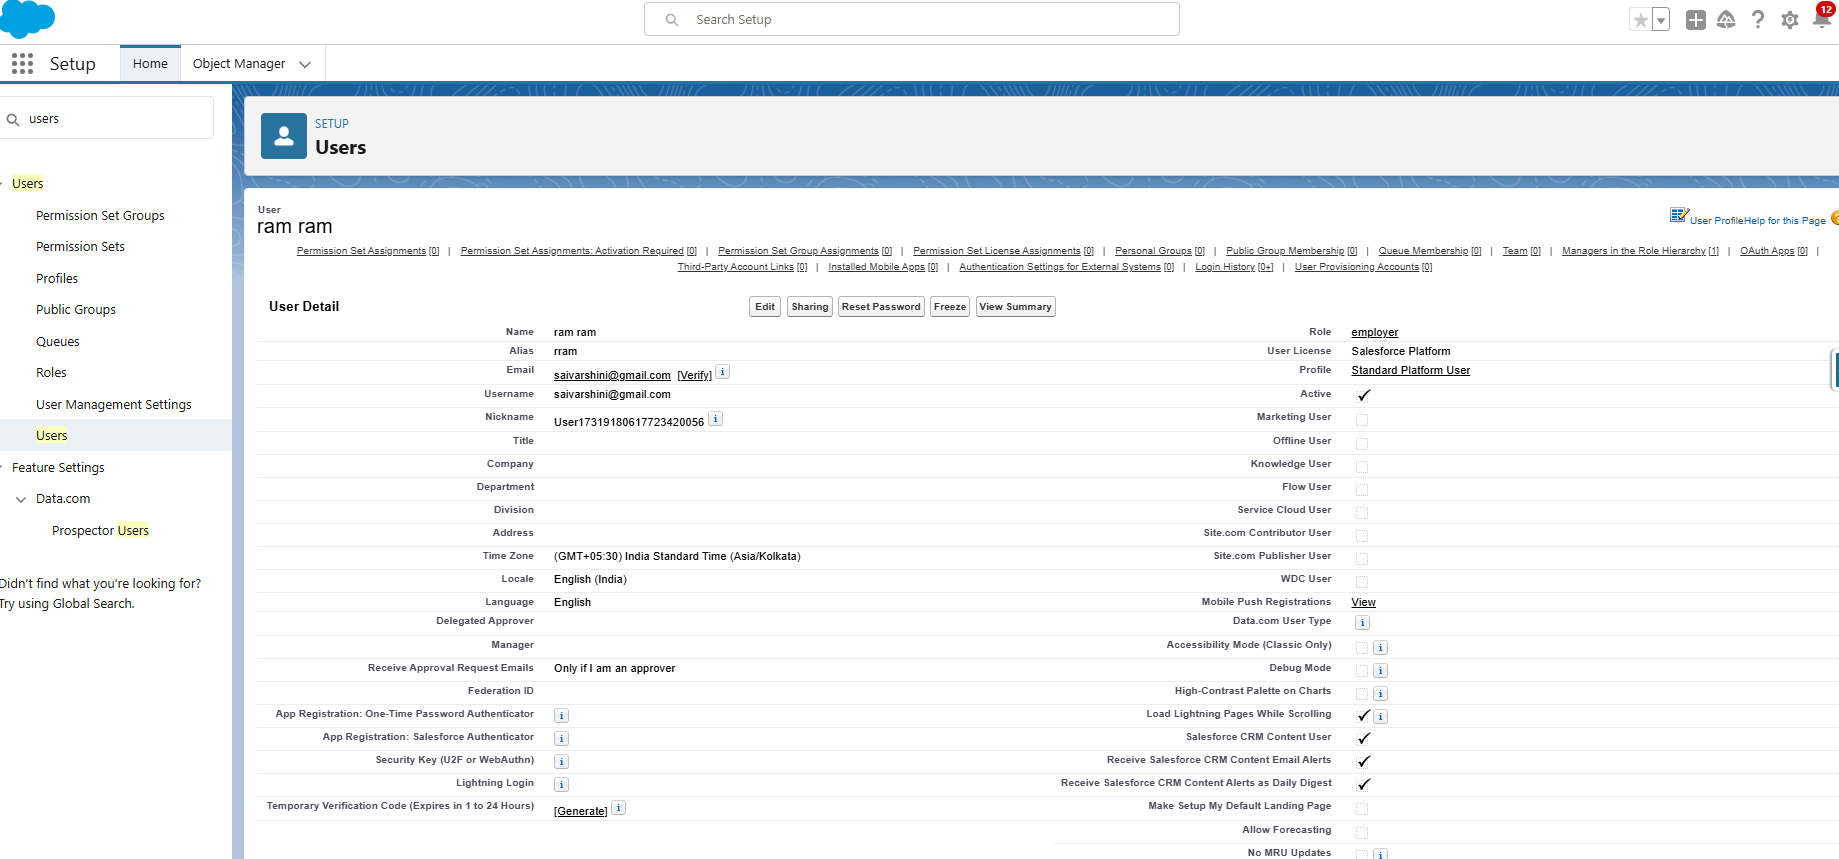 Search Setup
12
Setup
Home
Object Manager
users
Users
Permission Set Groups
Permission Sets
Profiles
Public Groups
Queues
Roles
User Management Settings
Users
Feature Settings
Data.com
Prospector Users
Didn't find what you're looking for?
Try using Global Search.
SETUP
Users
User
ram ram
User Profile Help for this Page ?
Permission Set Assignments [0] | Permission Set Assignments: Activation Required [0] | Permission Set Group Assignments [0] | Permission Set License Assignments [0] | Personal Groups [0] | Public Group Membership [0] | Queue Membership [0] | Team [0] | Managers in the Role Hierarchy [1] | OAuth Apps [0] |
Third-Party Account Links [0] | Installed Mobile Apps [0] | Authentication Settings for External Systems [0] | Login History [0+] | User Provisioning Accounts [0]
User Detail
Edit Sharing Reset Password Freeze View Summary
Name ram ram
Role employer
Alias rram
User License Salesforce Platform
Email saivarshini@gmail.com [Verify] i
Profile Standard Platform User
Username saivarshini@gmail.com
Active
Nickname User17319180617723420056 i
Marketing User
Title
Offline User
Company
Knowledge User
Department
Flow User
Division
Service Cloud User
Address
Site.com Contributor User
Time Zone (GMT+05:30) India Standard Time (Asia/Kolkata)
Site.com Publisher User
Locale English (India)
WDC User
Language English
Mobile Push Registrations View
Delegated Approver
Data.com User Type i
Manager
Accessibility Mode (Classic Only) i
Receive Approval Request Emails Only if I am an approver
Debug Mode i
Federation ID
High-Contrast Palette on Charts i
App Registration: One-Time Password Authenticator i
Load Lightning Pages While Scrolling i
App Registration: Salesforce Authenticator i
Salesforce CRM Content User
Security Key (U2F or WebAuthn) i
Receive Salesforce CRM Content Email Alerts
Lightning Login i
Receive Salesforce CRM Content Alerts as Daily Digest
Temporary Verification Code (Expires in 1 to 24 Hours) [Generate] i
Make Setup My Default Landing Page
Allow Forecasting
No MRU Updates i